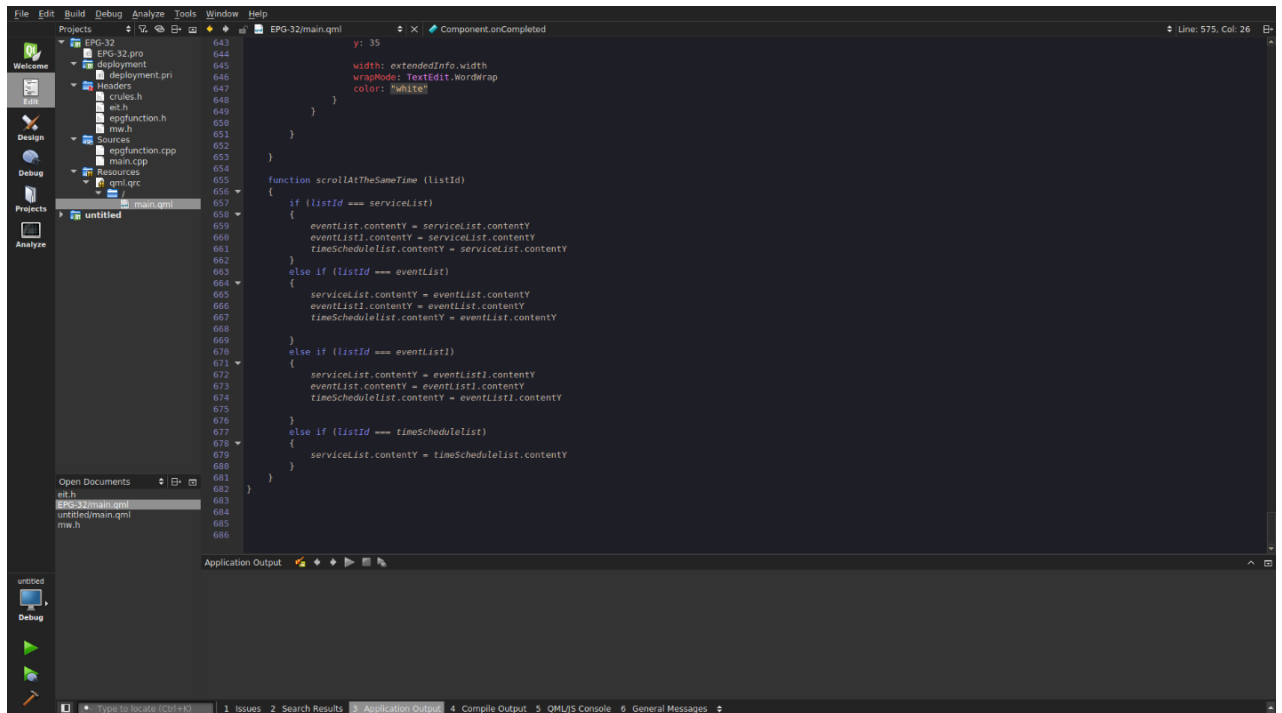 File Edit Build Debug Analyze Tools Window Help
Projects EPG-32/main.qml Component.onCompleted Line: 575, Col: 26
Welcome
Edit
Design
Debug
Projects
Analyze
EPG-32
EPG-32.pro
deployment
deployment.pri
Headers
crules.h
eit.h
epgfunction.h
mw.h
Sources
epgfunction.cpp
main.cpp
Resources
qml.qrc
/
main.qml
untitled
643 y: 35
644
645 width: extendedInfo.width
646 wrapMode: TextEdit.WordWrap
647 color: "white"
648 }
649 }
650
651 }
652
653 }
654
655 function scrollAtTheSameTime (listId)
656 {
657 if (listId === serviceList)
658 {
659 eventList.contentY = serviceList.contentY
660 eventList1.contentY = serviceList.contentY
661 timeSchedulelist.contentY = serviceList.contentY
662 }
663 else if (listId === eventList)
664 {
665 serviceList.contentY = eventList.contentY
666 eventList1.contentY = eventList.contentY
667 timeSchedulelist.contentY = eventList.contentY
668
669 }
670 else if (listId === eventList1)
671 {
672 serviceList.contentY = eventList1.contentY
673 eventList.contentY = eventList1.contentY
674 timeSchedulelist.contentY = eventList1.contentY
675
676 }
677 else if (listId === timeSchedulelist)
678 {
679 serviceList.contentY = timeSchedulelist.contentY
680 }
681 }
682 }
683
684
685
686
Open Documents
eit.h
EPG-32/main.qml
untitled/main.qml
mw.h
Application Output
untitled
Debug
Type to locate (Ctrl+K) 1 Issues 2 Search Results 3 Application Output 4 Compile Output 5 QML/JS Console 6 General Messages